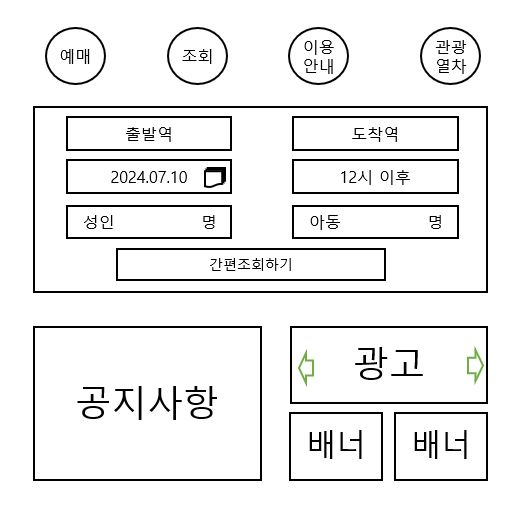 예매
조회
이용
안내
관광
열차
출발역
도착역
2024.07.10
12시 이후
성인 명
아동 명
간편조회하기
공지사항
광고
배너
배너